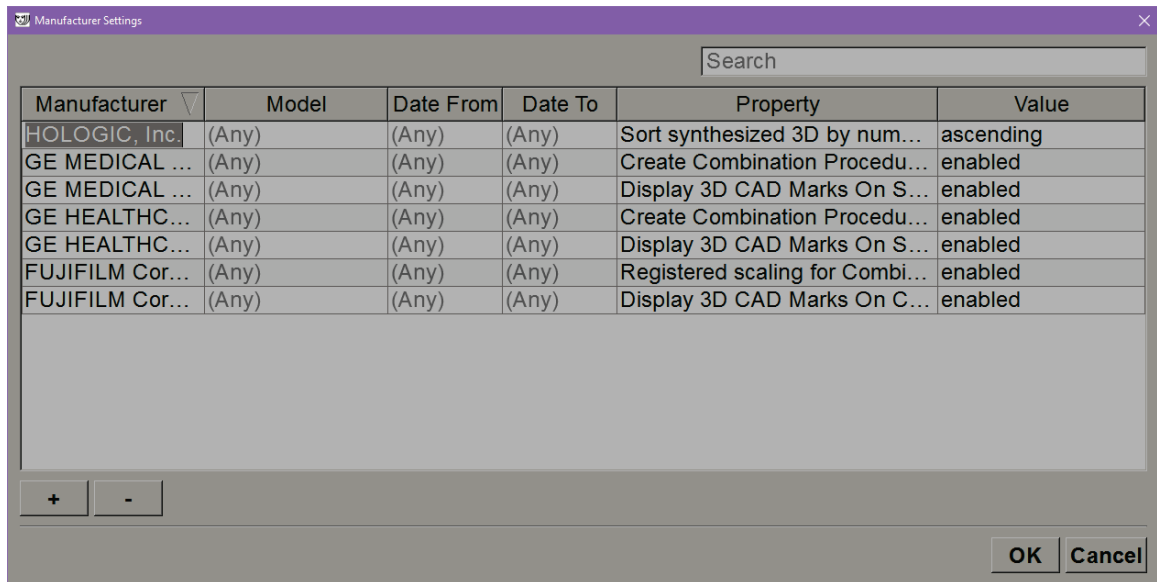 Manufacturer Settings
Search
Manufacturer Model Date From Date To Property Value
HOLOGIC, Inc. (Any) (Any) (Any) Sort synthesized 3D by num... ascending
GE MEDICAL ... (Any) (Any) (Any) Create Combination Procedu... enabled
GE MEDICAL ... (Any) (Any) (Any) Display 3D CAD Marks On S... enabled
GE HEALTHC... (Any) (Any) (Any) Create Combination Procedu... enabled
GE HEALTHC... (Any) (Any) (Any) Display 3D CAD Marks On S... enabled
FUJIFILM Cor... (Any) (Any) (Any) Registered scaling for Combi... enabled
FUJIFILM Cor... (Any) (Any) (Any) Display 3D CAD Marks On C... enabled
+ -
OK Cancel